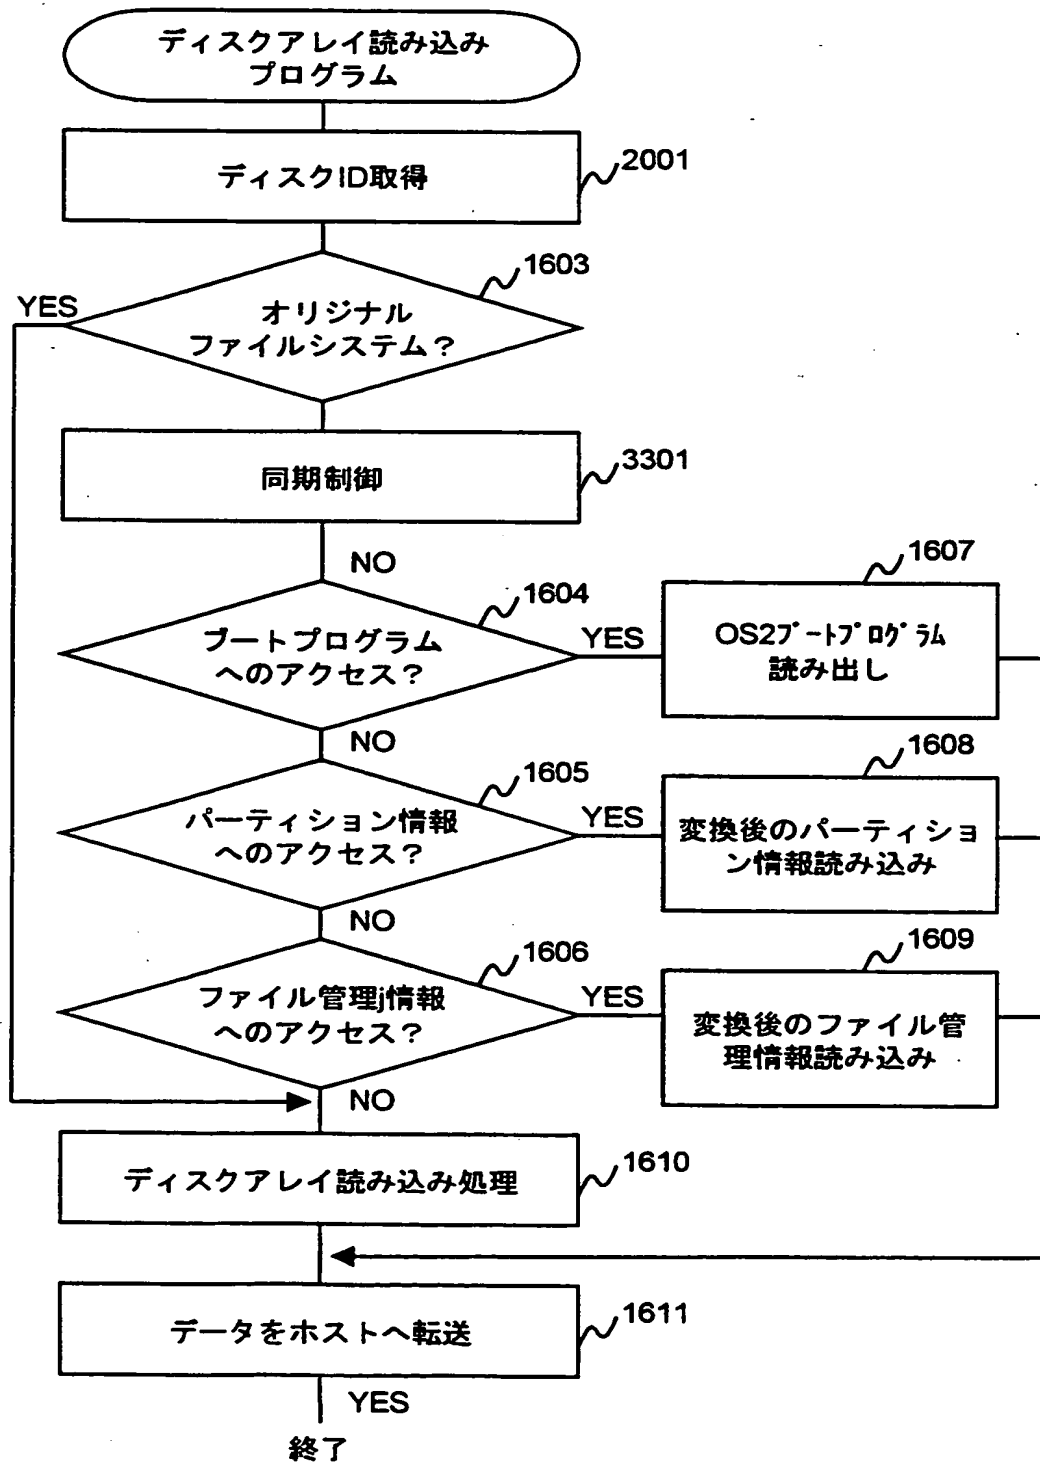 ディスクアレイ読み込み
プログラム
ディスクID取得
2001
1603
YES
オリジナル
ファイルシステム?
同期制御
3301
NO
1604
ブートプログラム
へのアクセス?
YES
1607
OS2ブートプログラム
読み出し
NO
1605
パーティション情報
へのアクセス?
YES
1608
変換後のパーティショ
ン情報読み込み
NO
1606
ファイル管理j情報
へのアクセス?
YES
1609
変換後のファイル管
理情報読み込み
NO
ディスクアレイ読み込み処理
1610
データをホストへ転送
1611
YES
終了